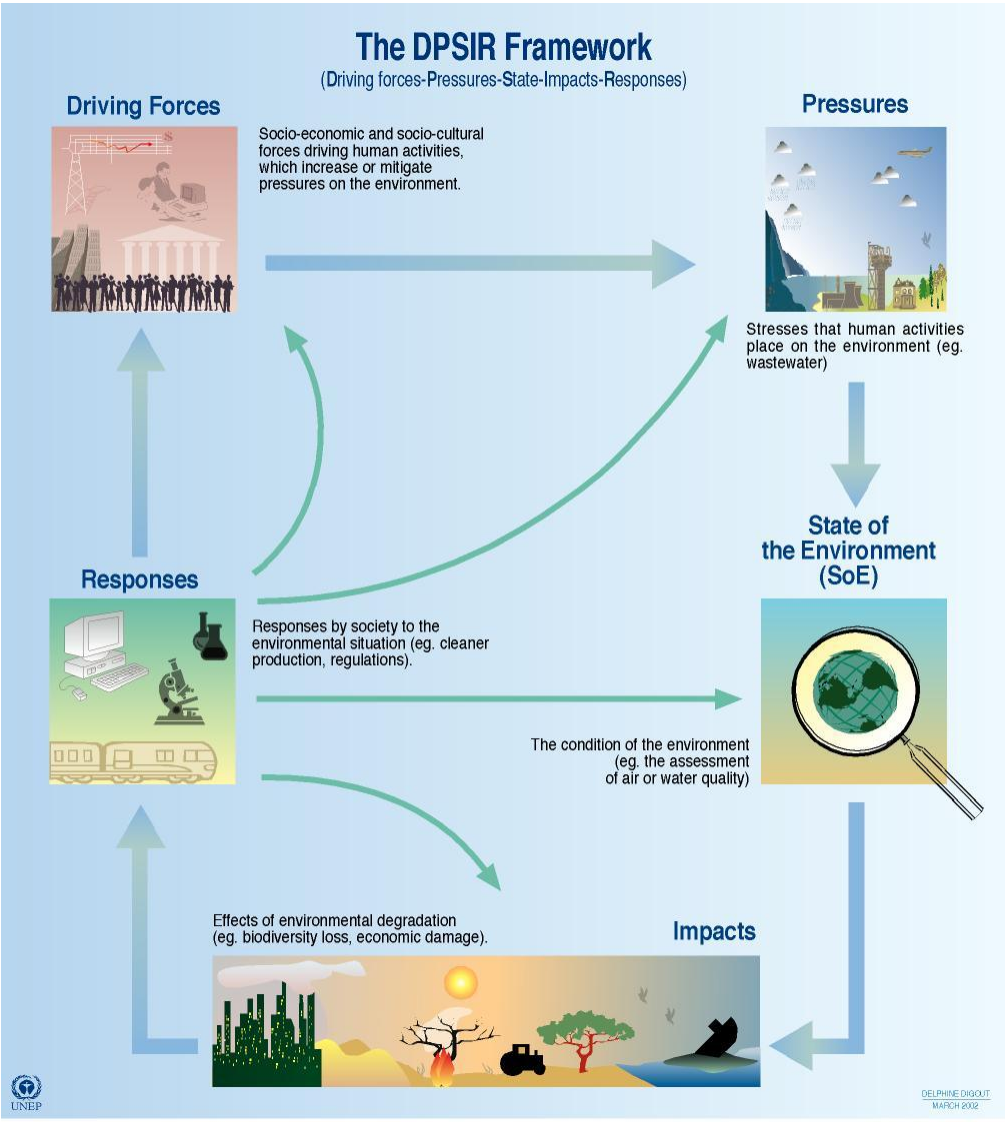 The DPSIR Framework
(Driving forces-Pressures-State-Impacts-Responses)
Driving Forces
Socio-economic and socio-cultural
forces driving human activities,
which increase or mitigate
pressures on the environment.
Pressures
$
Stresses that human activities
place on the environment (eg.
wastewater)
State of
the Environment
(SoE)
Responses
Responses by society to the
environmental situation (eg. cleaner
production, regulations).
The condition of the environment
(eg. the assessment
of air or water quality)
Effects of environmental degradation
(eg. biodiversity loss, economic damage).
Impacts
UNEP
DELPHINE DIGOUT
MARCH 2002